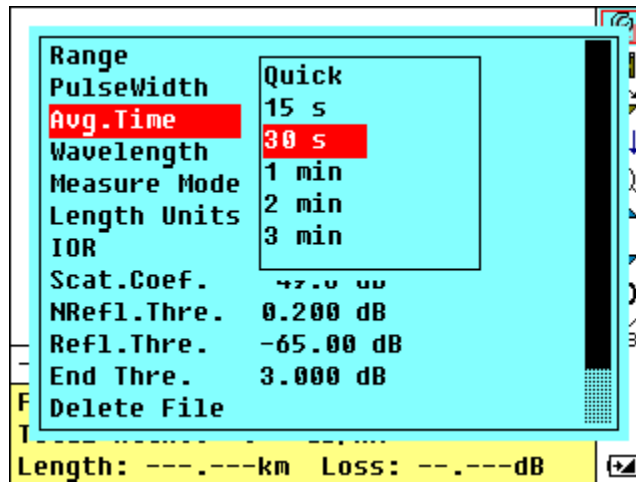 Range
PulseWidth
Avg.Time
Wavelength
Measure Mode
Length Units
IOR
Scat.Coef.
NRefl.Thre. 0.200 dB
Refl.Thre. -65.00 dB
End Thre. 3.000 dB
Delete File
Quick
15 s
30 s
1 min
2 min
3 min
Length: ---.---km Loss: --.---dB